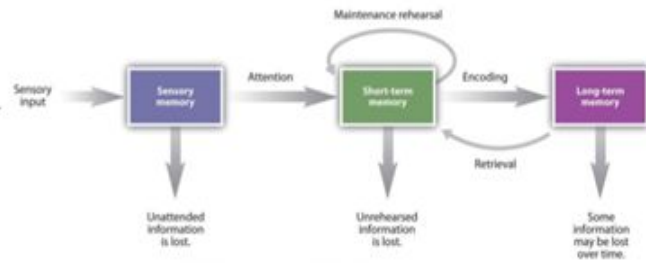 Maintenance rehearsal
Sensory
input
Sensory
memory
Attention
Short-term
memory
Encoding
Long-term
memory
Retrieval
Unattended
information
is lost.
Unrehearsed
information
is lost.
Some
information
may be lost
over time.